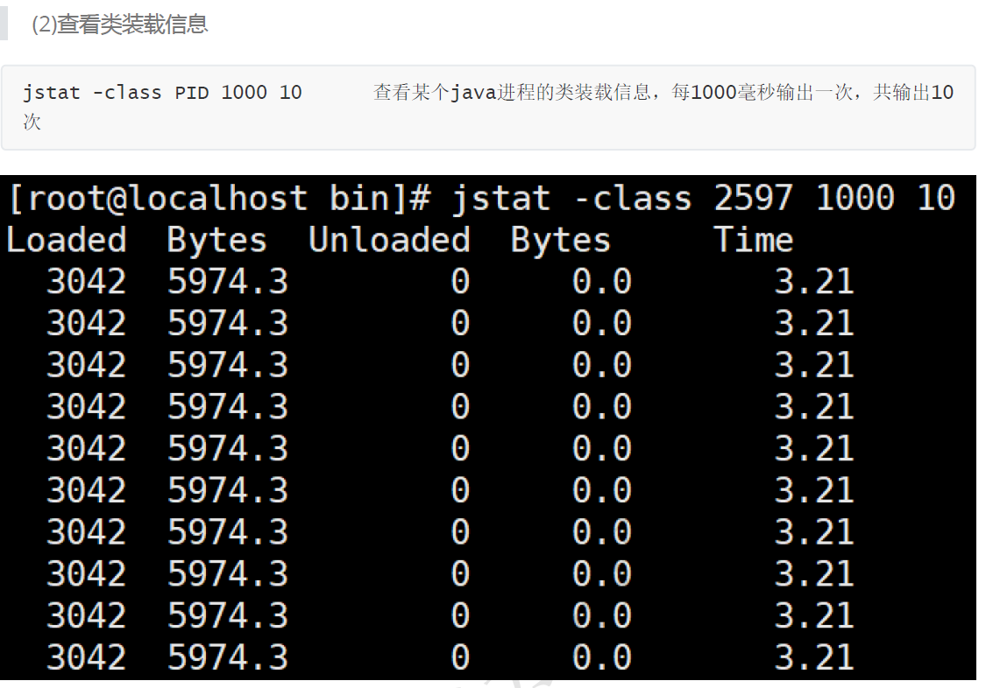 (2)查看类装载信息
jstat -class PID 1000 10 查看某个java进程的类装载信息，每1000毫秒输出一次，共输出10
次
[root@localhost bin]# jstat -class 2597 1000 10
Loaded Bytes Unloaded Bytes Time
3042 5974.3 0 0.0 3.21
3042 5974.3 0 0.0 3.21
3042 5974.3 0 0.0 3.21
3042 5974.3 0 0.0 3.21
3042 5974.3 0 0.0 3.21
3042 5974.3 0 0.0 3.21
3042 5974.3 0 0.0 3.21
3042 5974.3 0 0.0 3.21
3042 5974.3 0 0.0 3.21
3042 5974.3 0 0.0 3.21